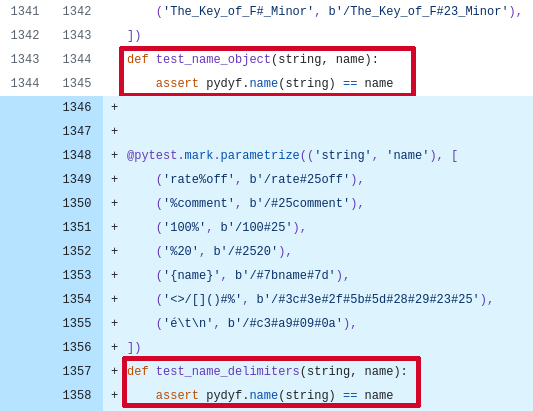 1341 1342 ('The_Key_of_F#_Minor', b'/The_Key_of_F#23_Minor'),
1342 1343 ])
1343 1344 def test_name_object(string, name):
1344 1345 assert pydyf.name(string) == name
1346 +
1347 +
1348 + @pytest.mark.parametrize(('string', 'name'), [
1349 + ('rate%off', b'/rate#25off'),
1350 + ('%comment', b'/#25comment'),
1351 + ('100%', b'/100#25'),
1352 + ('%20', b'/#2520'),
1353 + ('{name}', b'/#7bname#7d'),
1354 + ('<>/[]()#%', b'/#3c#3e#2f#5b#5d#28#29#23#25'),
1355 + ('é\t\n', b'/#c3#a9#09#0a'),
1356 + ])
1357 + def test_name_delimiters(string, name):
1358 + assert pydyf.name(string) == name